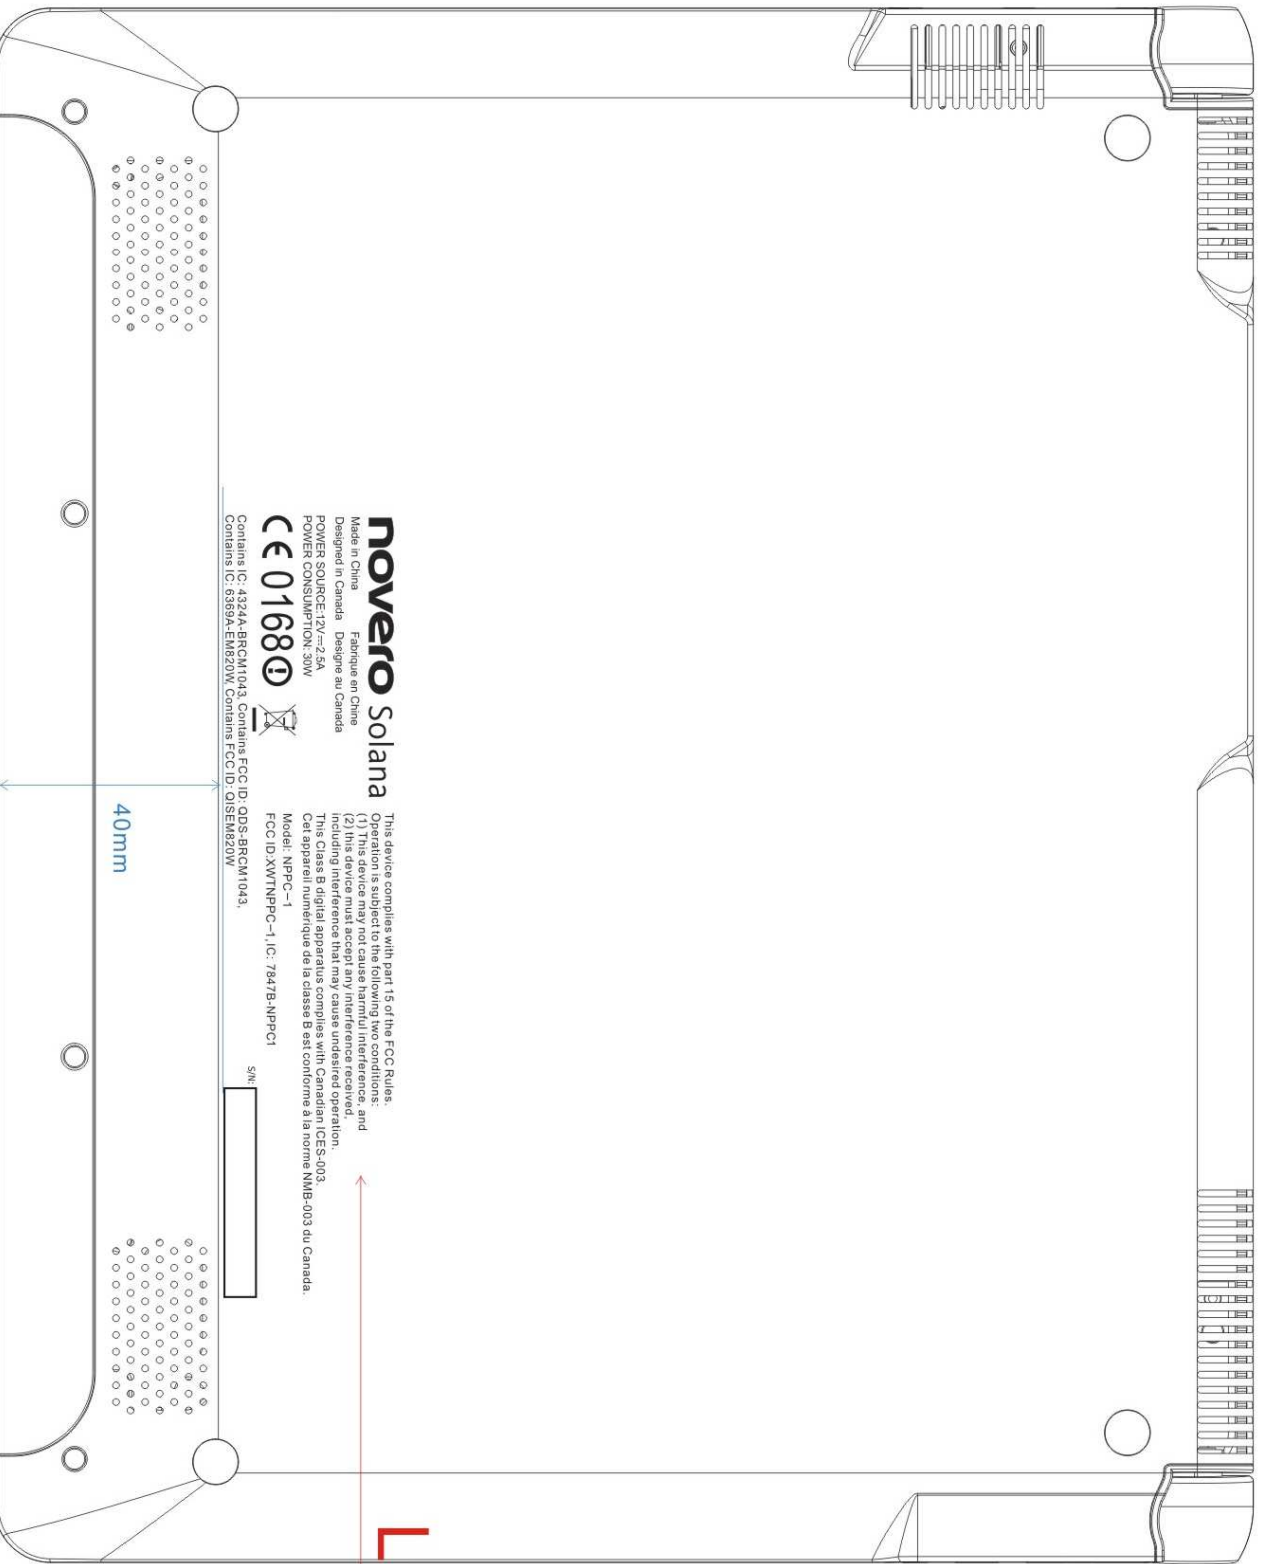 novero Solana
Made in China Fabrique en Chine
Designed in Canada Designe au Canada
POWER SOURCE:12V⎓2.5A
POWER CONSUMPTION: 30W
CE 0168
Contains IC: 4324A-BRCM1043, Contains FCC ID: QDS-BRCM1043,
Contains IC: 6369A-EM820W, Contains FCC ID: QISEM820W
This device complies with part 15 of the FCC Rules.
Operation is subject to the following two conditions:
(1) This device may not cause harmful interference, and
(2) this device must accept any interference received,
including interference that may cause undesired operation.
This Class B digital apparatus complies with Canadian ICES-003.
Cet appareil numérique de la classe B est conforme à la norme NMB-003 du Canada.
Model: NPPC-1
FCC ID:XWTNPPC-1,IC: 7847B-NPPC1
S/N:
40mm